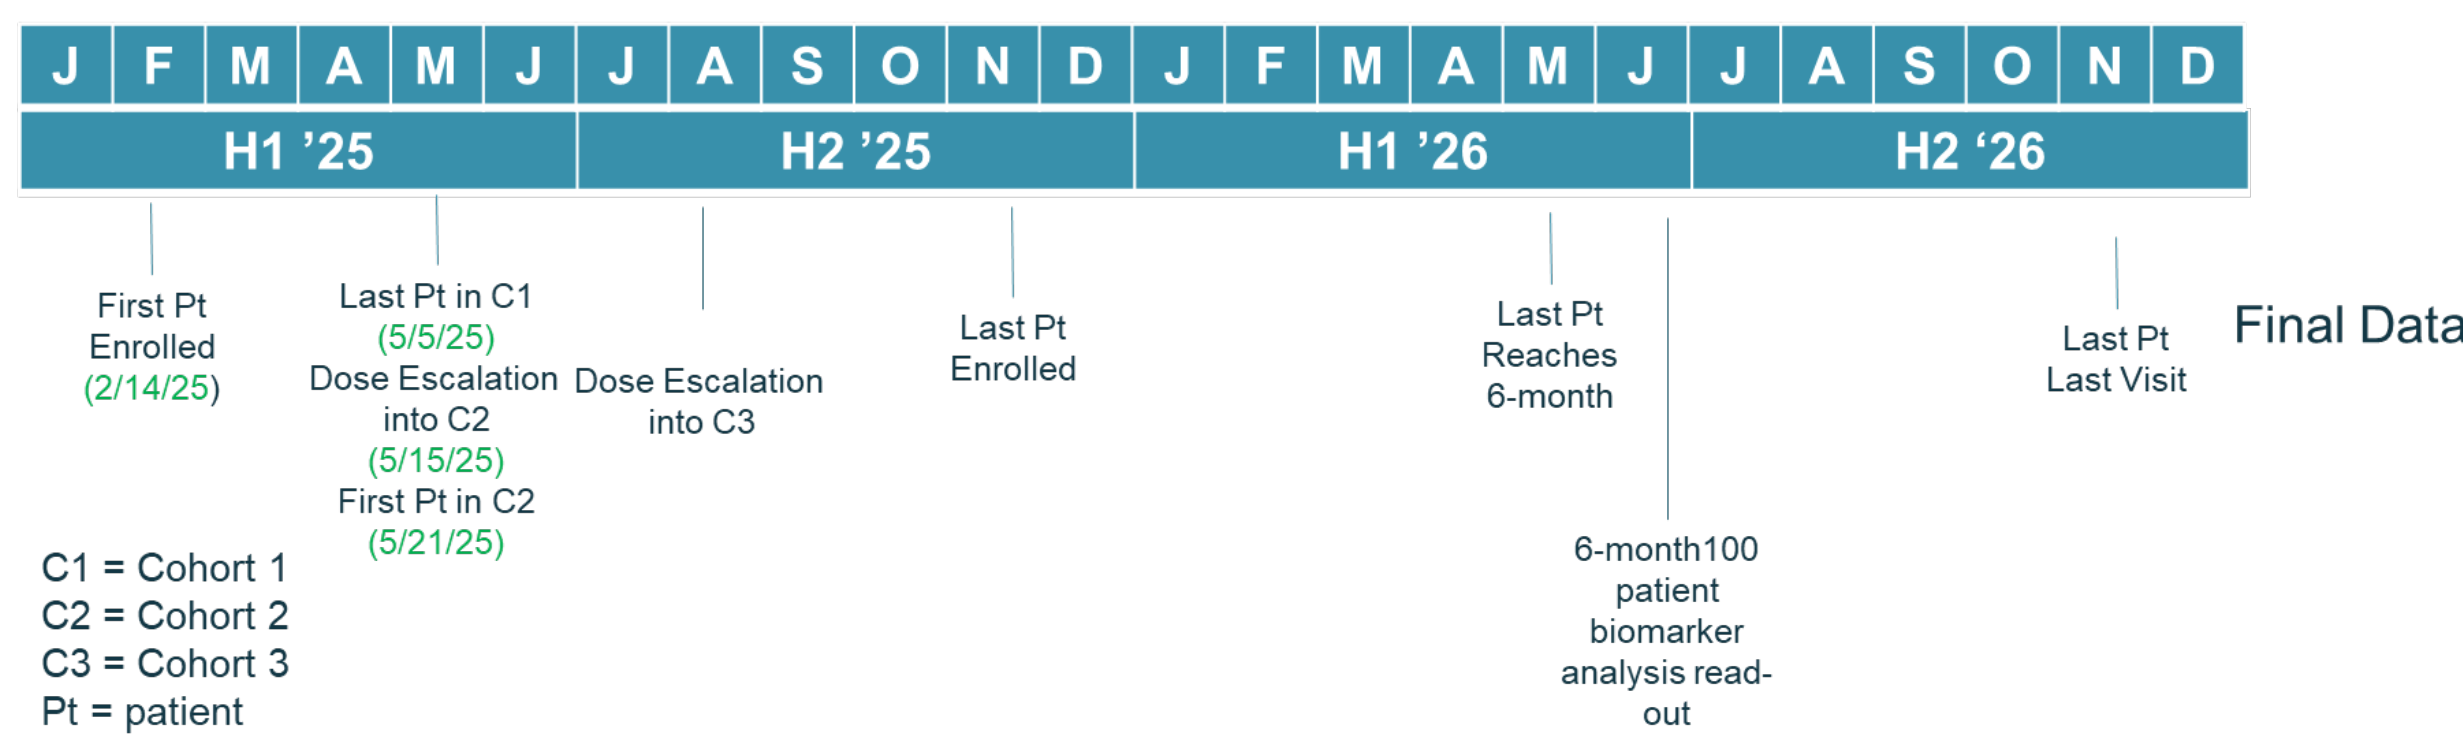 J F M A M J J A S O N D J F M A M J J A S O N D
H1 ’25 H2 ’25 H1 ’26 H2 ‘26
First Pt
Enrolled
(2/14/25)
Last Pt in C1
(5/5/25)
Dose Escalation
into C2
(5/15/25)
First Pt in C2
(5/21/25)
Dose Escalation
into C3
Last Pt
Enrolled
Last Pt
Reaches
6-month
6-month100
patient
biomarker
analysis read-
out
Last Pt
Last Visit
Final Data
C1 = Cohort 1
C2 = Cohort 2
C3 = Cohort 3
Pt = patient